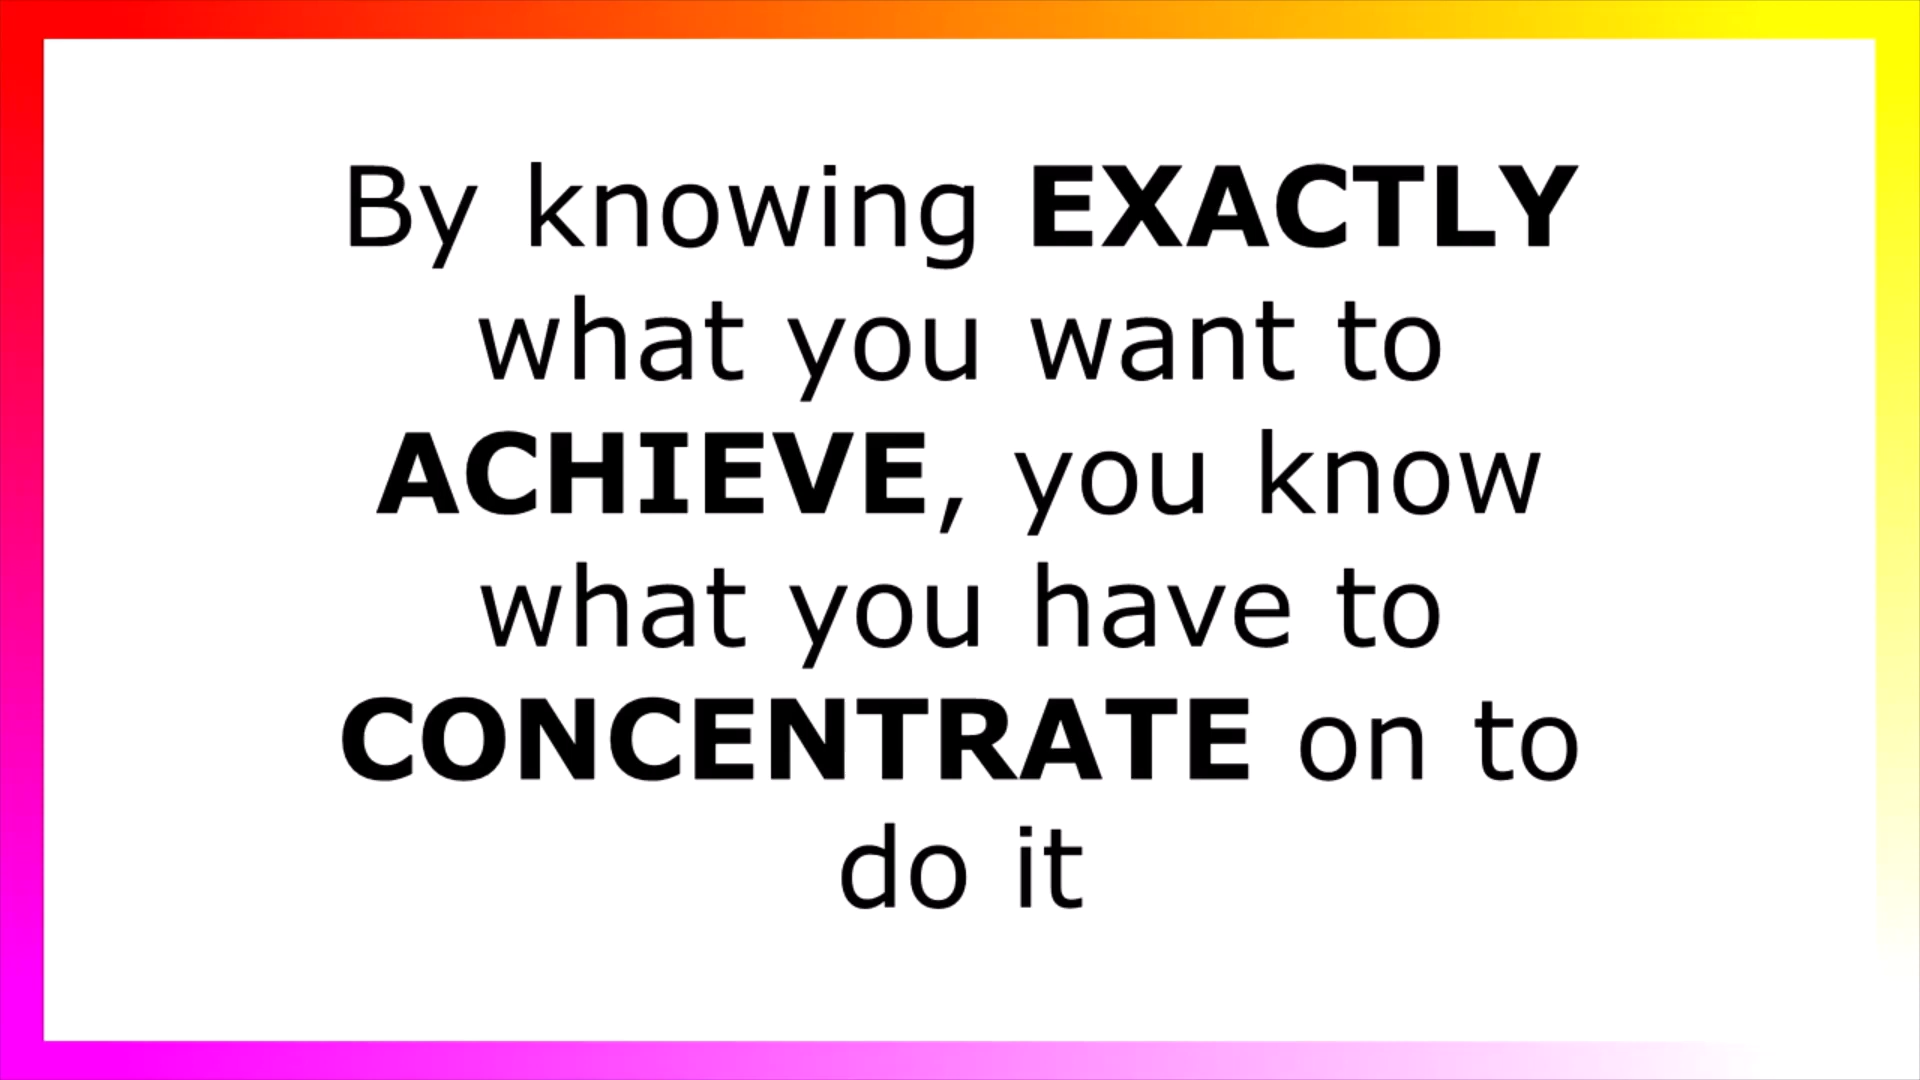 By knowing EXACTLY
what you want to
ACHIEVE, you know
what you have to
CONCENTRATE on to
do it